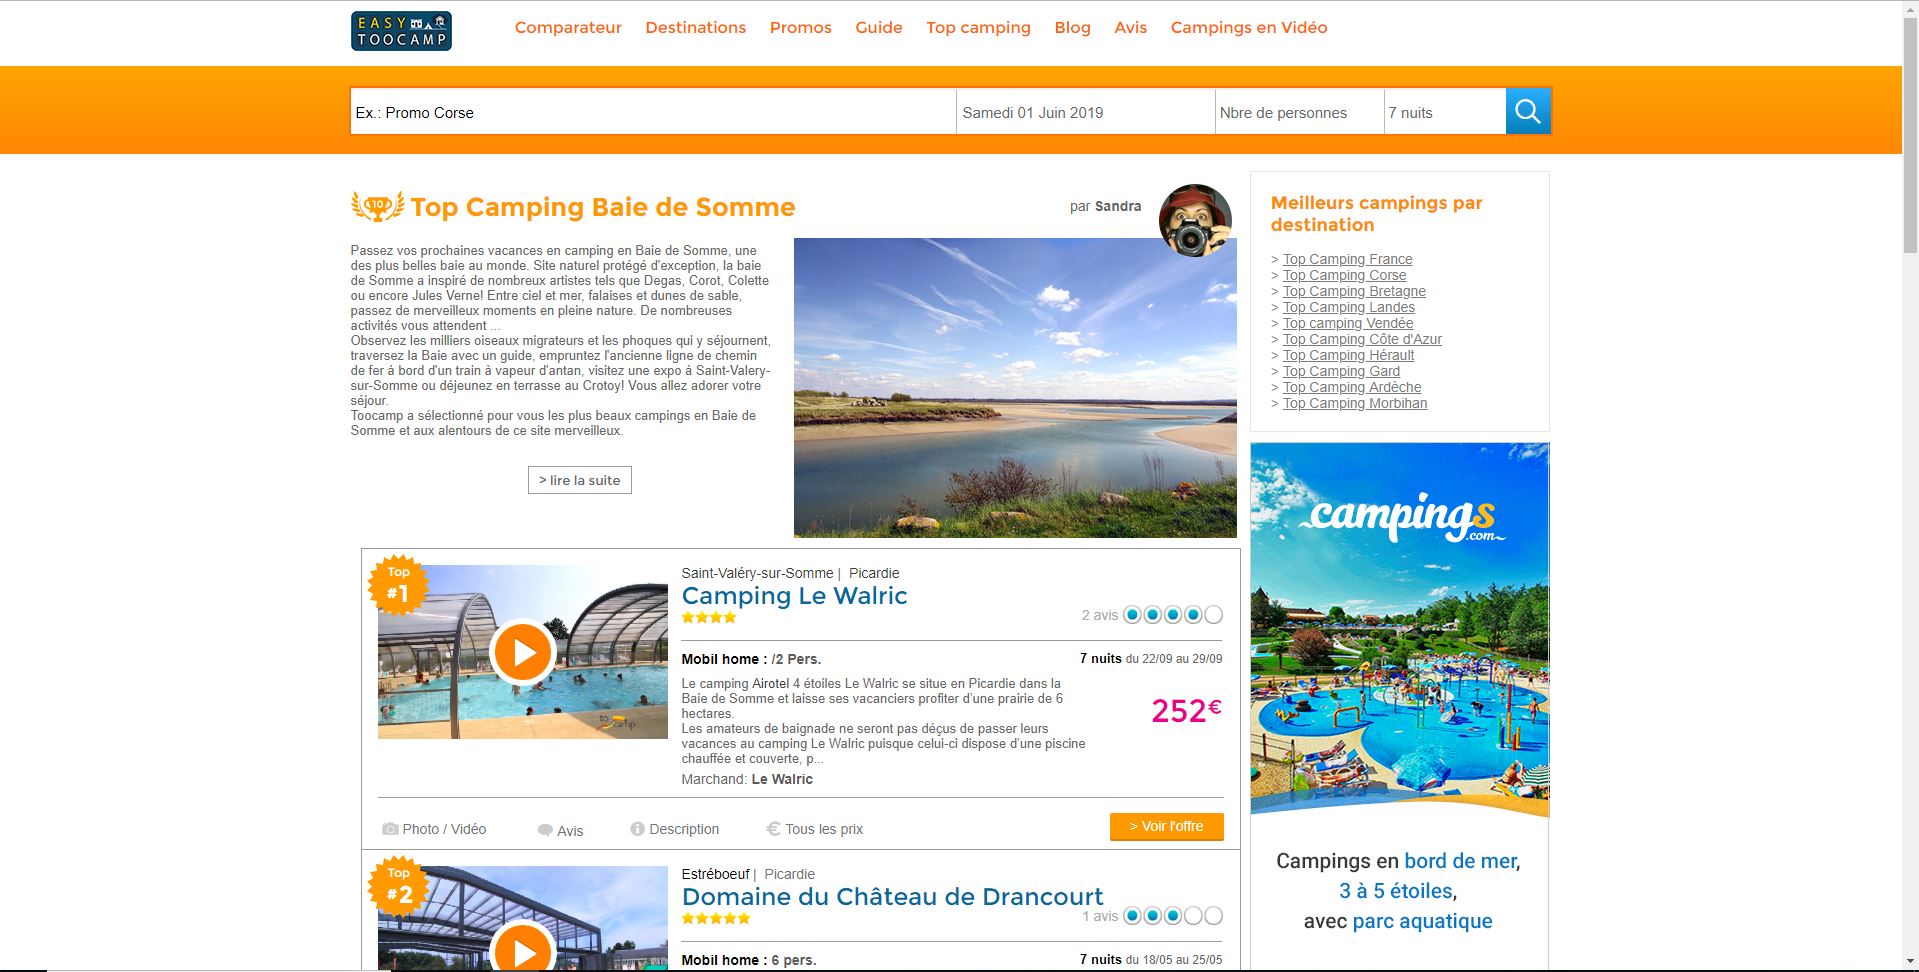 EASY
TOOCAMP
Comparateur Destinations Promos Guide Top camping Blog Avis Campings en Vidéo
Ex.: Promo Corse Samedi 01 Juin 2019 Nbre de personnes 7 nuits
10 Top Camping Baie de Somme
par Sandra
Passez vos prochaines vacances en camping en Baie de Somme, une
des plus belles baie au monde. Site naturel protégé d'exception, la baie
de Somme a inspiré de nombreux artistes tels que Degas, Corot, Colette
ou encore Jules Verne! Entre ciel et mer, falaises et dunes de sable,
passez de merveilleux moments en pleine nature. De nombreuses
activités vous attendent ...
Observez les milliers oiseaux migrateurs et les phoques qui y séjournent,
traversez la Baie avec un guide, empruntez l'ancienne ligne de chemin
de fer à bord d'un train à vapeur d'antan, visitez une expo à Saint-Valery-
sur-Somme ou déjeunez en terrasse au Crotoy! Vous allez adorer votre
séjour.
Toocamp a sélectionné pour vous les plus beaux campings en Baie de
Somme et aux alentours de ce site merveilleux.
> lire la suite
Top
#1
Saint-Valéry-sur-Somme | Picardie
Camping Le Walric
2 avis
Mobil home : /2 Pers.
7 nuits du 22/09 au 29/09
Le camping Airotel 4 étoiles Le Walric se situe en Picardie dans la
Baie de Somme et laisse ses vacanciers profiter d'une prairie de 6
hectares.
Les amateurs de baignade ne seront pas déçus de passer leurs
vacances au camping Le Walric puisque celui-ci dispose d'une piscine
chauffée et couverte, p...
252€
Marchand: Le Walric
Photo / Vidéo Avis Description € Tous les prix
> Voir l'offre
Top
#2
Estrébœuf | Picardie
Domaine du Château de Drancourt
1 avis
Mobil home : 6 pers.
7 nuits du 18/05 au 25/05
Meilleurs campings par
destination
> Top Camping France
> Top Camping Corse
> Top Camping Bretagne
> Top Camping Landes
> Top camping Vendée
> Top Camping Côte d'Azur
> Top Camping Hérault
> Top Camping Gard
> Top Camping Ardèche
> Top Camping Morbihan
campings
.com
Campings en bord de mer,
3 à 5 étoiles,
avec parc aquatique